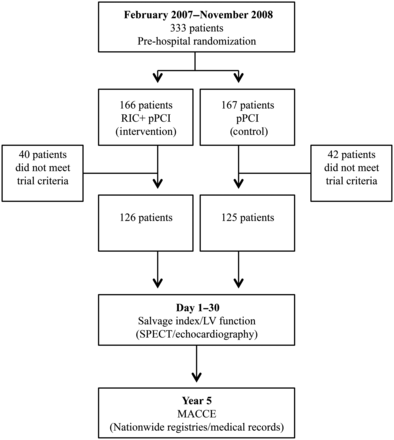 February 2007–November 2008
333 patients
Pre-hospital randomization
166 patients
RIC+ pPCI
(intervention)
167 patients
pPCI
(control)
40 patients
did not meet
trial criteria
42 patients
did not meet
trial criteria
126 patients
125 patients
Day 1–30
Salvage index/LV function
(SPECT/echocardiography)
Year 5
MACCE
(Nationwide registries/medical records)